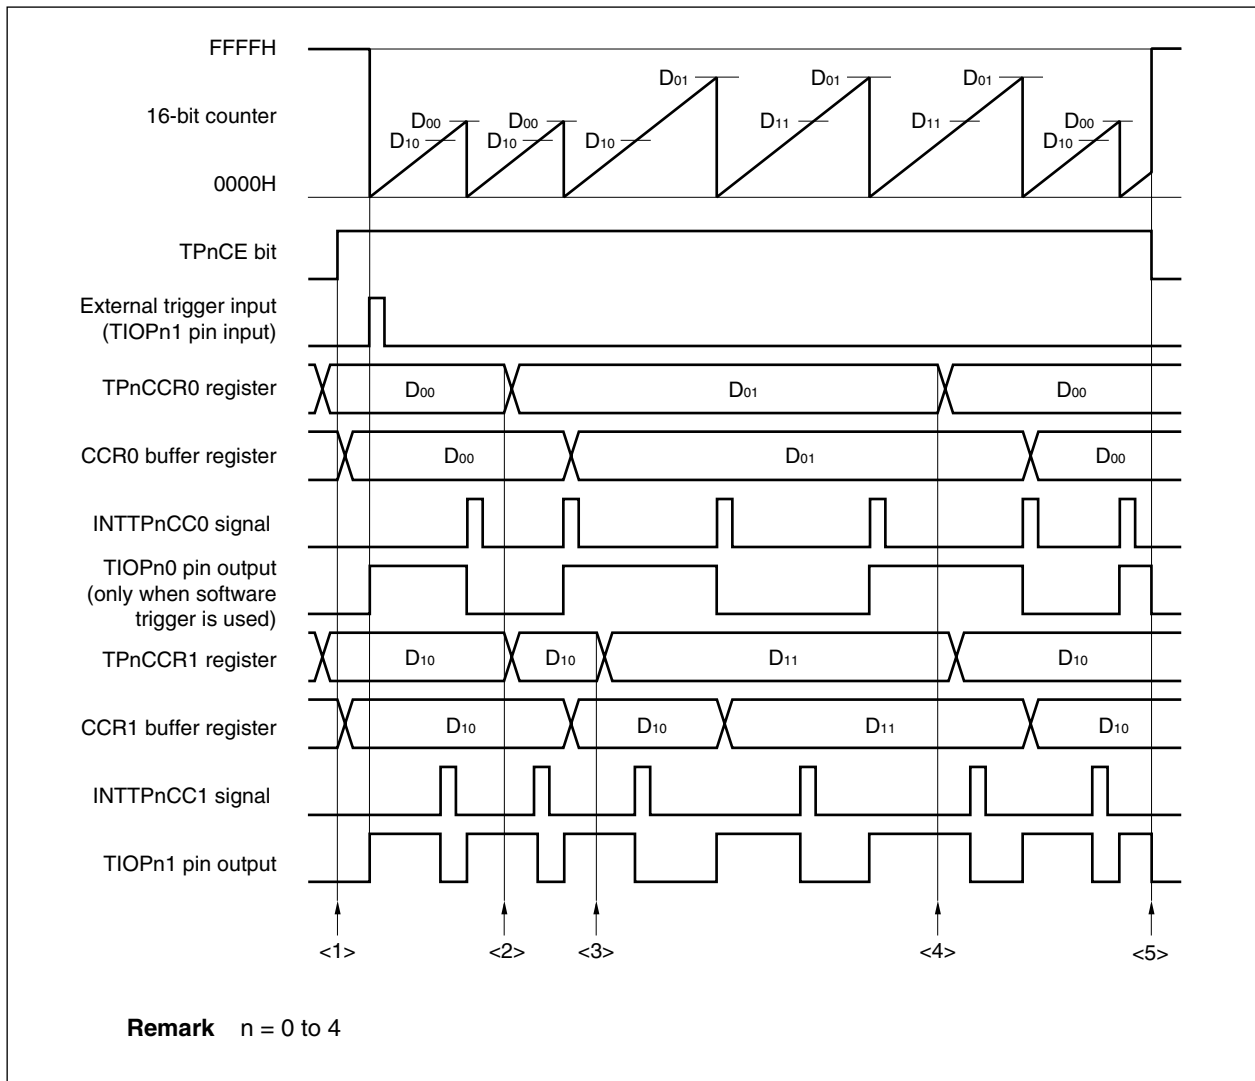 FFFFH
D01 D01 D01
16-bit counter
D00 D00 D11 D11 D00
D10 D10 D10 D10
0000H
TPnCE bit
External trigger input
(TIOPn1 pin input)
TPnCCR0 register D00 D01 D00
CCR0 buffer register D00 D01 D00
INTTPnCC0 signal
TIOPn0 pin output
(only when software
trigger is used)
TPnCCR1 register D10 D10 D11 D10
CCR1 buffer register D10 D10 D11 D10
INTTPnCC1 signal
TIOPn1 pin output
<1> <2> <3> <4> <5>
Remark n = 0 to 4